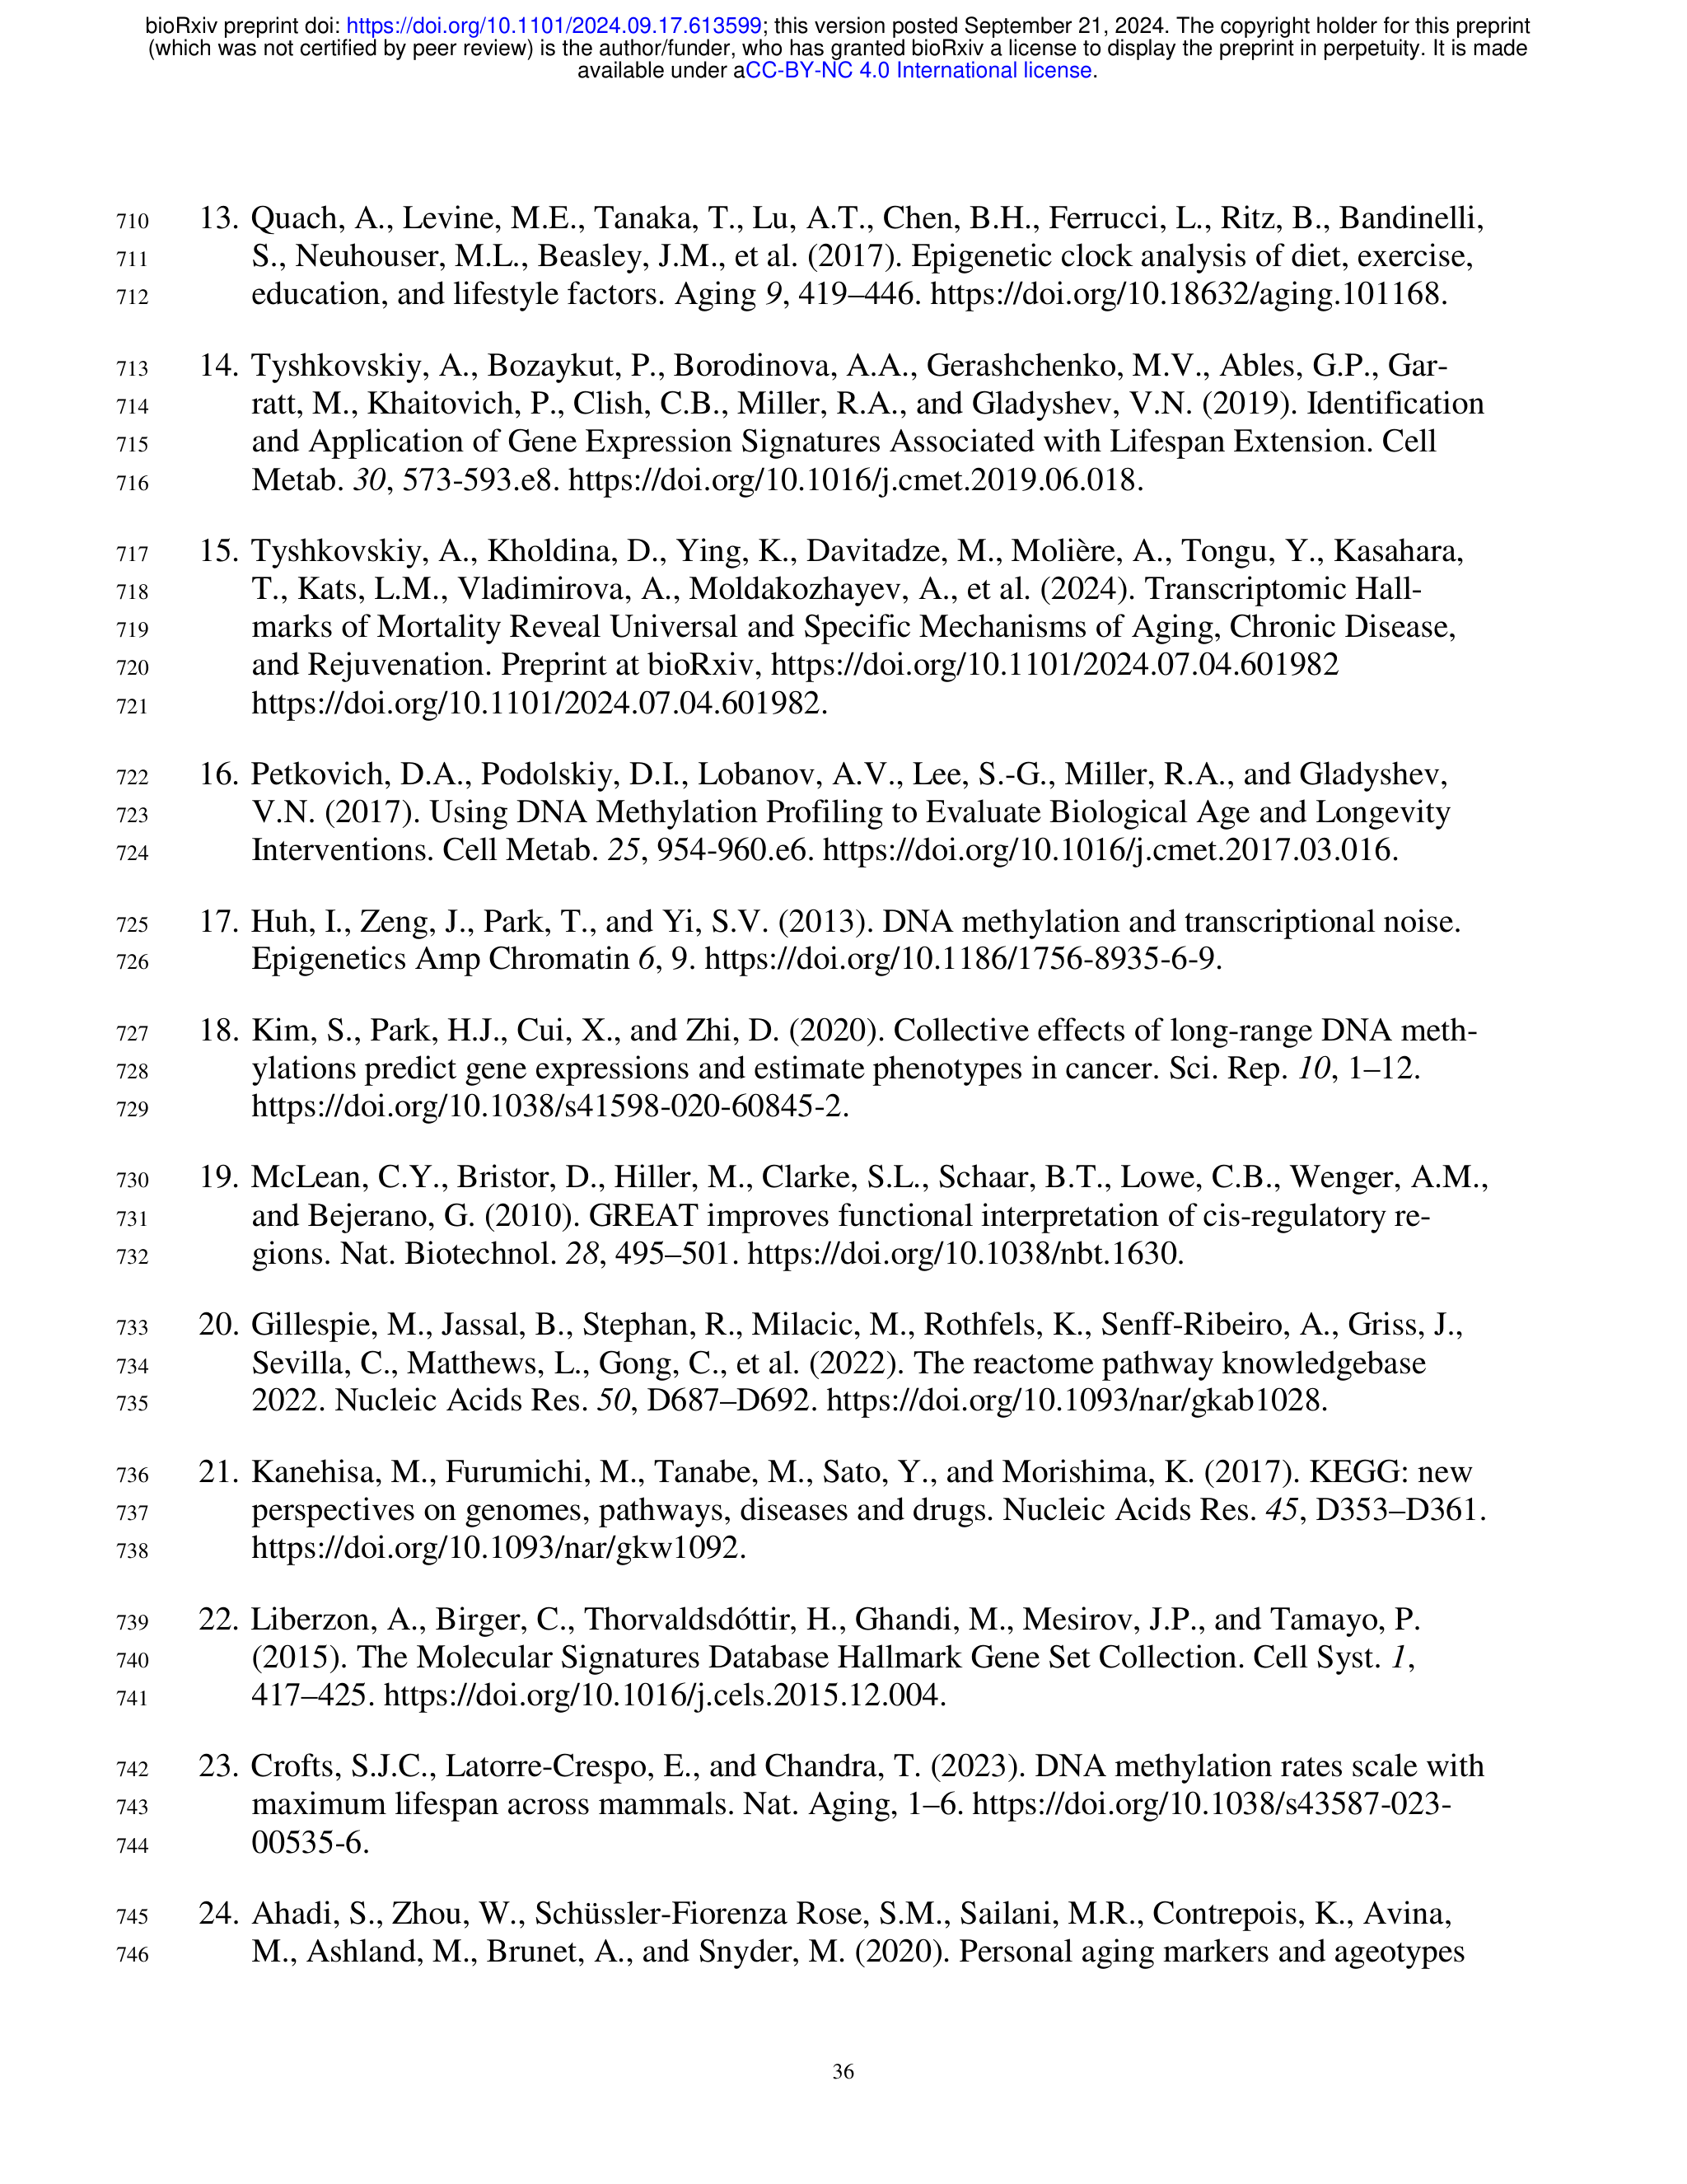 bioRxiv preprint doi: https://doi.org/10.1101/2024.09.17.613599; this version posted September 21, 2024. The copyright holder for this preprint
(which was not certified by peer review) is the author/funder, who has granted bioRxiv a license to display the preprint in perpetuity. It is made
available under aCC-BY-NC 4.0 International license.
710 13. Quach, A., Levine, M.E., Tanaka, T., Lu, A.T., Chen, B.H., Ferrucci, L., Ritz, B., Bandinelli,
711 S., Neuhouser, M.L., Beasley, J.M., et al. (2017). Epigenetic clock analysis of diet, exercise,
712 education, and lifestyle factors. Aging 9, 419–446. https://doi.org/10.18632/aging.101168.
713 14. Tyshkovskiy, A., Bozaykut, P., Borodinova, A.A., Gerashchenko, M.V., Ables, G.P., Gar-
714 ratt, M., Khaitovich, P., Clish, C.B., Miller, R.A., and Gladyshev, V.N. (2019). Identification
715 and Application of Gene Expression Signatures Associated with Lifespan Extension. Cell
716 Metab. 30, 573-593.e8. https://doi.org/10.1016/j.cmet.2019.06.018.
717 15. Tyshkovskiy, A., Kholdina, D., Ying, K., Davitadze, M., Molière, A., Tongu, Y., Kasahara,
718 T., Kats, L.M., Vladimirova, A., Moldakozhayev, A., et al. (2024). Transcriptomic Hall-
719 marks of Mortality Reveal Universal and Specific Mechanisms of Aging, Chronic Disease,
720 and Rejuvenation. Preprint at bioRxiv, https://doi.org/10.1101/2024.07.04.601982
721 https://doi.org/10.1101/2024.07.04.601982.
722 16. Petkovich, D.A., Podolskiy, D.I., Lobanov, A.V., Lee, S.-G., Miller, R.A., and Gladyshev,
723 V.N. (2017). Using DNA Methylation Profiling to Evaluate Biological Age and Longevity
724 Interventions. Cell Metab. 25, 954-960.e6. https://doi.org/10.1016/j.cmet.2017.03.016.
725 17. Huh, I., Zeng, J., Park, T., and Yi, S.V. (2013). DNA methylation and transcriptional noise.
726 Epigenetics Amp Chromatin 6, 9. https://doi.org/10.1186/1756-8935-6-9.
727 18. Kim, S., Park, H.J., Cui, X., and Zhi, D. (2020). Collective effects of long-range DNA meth-
728 ylations predict gene expressions and estimate phenotypes in cancer. Sci. Rep. 10, 1–12.
729 https://doi.org/10.1038/s41598-020-60845-2.
730 19. McLean, C.Y., Bristor, D., Hiller, M., Clarke, S.L., Schaar, B.T., Lowe, C.B., Wenger, A.M.,
731 and Bejerano, G. (2010). GREAT improves functional interpretation of cis-regulatory re-
732 gions. Nat. Biotechnol. 28, 495–501. https://doi.org/10.1038/nbt.1630.
733 20. Gillespie, M., Jassal, B., Stephan, R., Milacic, M., Rothfels, K., Senff-Ribeiro, A., Griss, J.,
734 Sevilla, C., Matthews, L., Gong, C., et al. (2022). The reactome pathway knowledgebase
735 2022. Nucleic Acids Res. 50, D687–D692. https://doi.org/10.1093/nar/gkab1028.
736 21. Kanehisa, M., Furumichi, M., Tanabe, M., Sato, Y., and Morishima, K. (2017). KEGG: new
737 perspectives on genomes, pathways, diseases and drugs. Nucleic Acids Res. 45, D353–D361.
738 https://doi.org/10.1093/nar/gkw1092.
739 22. Liberzon, A., Birger, C., Thorvaldsdóttir, H., Ghandi, M., Mesirov, J.P., and Tamayo, P.
740 (2015). The Molecular Signatures Database Hallmark Gene Set Collection. Cell Syst. 1,
741 417–425. https://doi.org/10.1016/j.cels.2015.12.004.
742 23. Crofts, S.J.C., Latorre-Crespo, E., and Chandra, T. (2023). DNA methylation rates scale with
743 maximum lifespan across mammals. Nat. Aging, 1–6. https://doi.org/10.1038/s43587-023-
744 00535-6.
745 24. Ahadi, S., Zhou, W., Schüssler-Fiorenza Rose, S.M., Sailani, M.R., Contrepois, K., Avina,
746 M., Ashland, M., Brunet, A., and Snyder, M. (2020). Personal aging markers and ageotypes
36